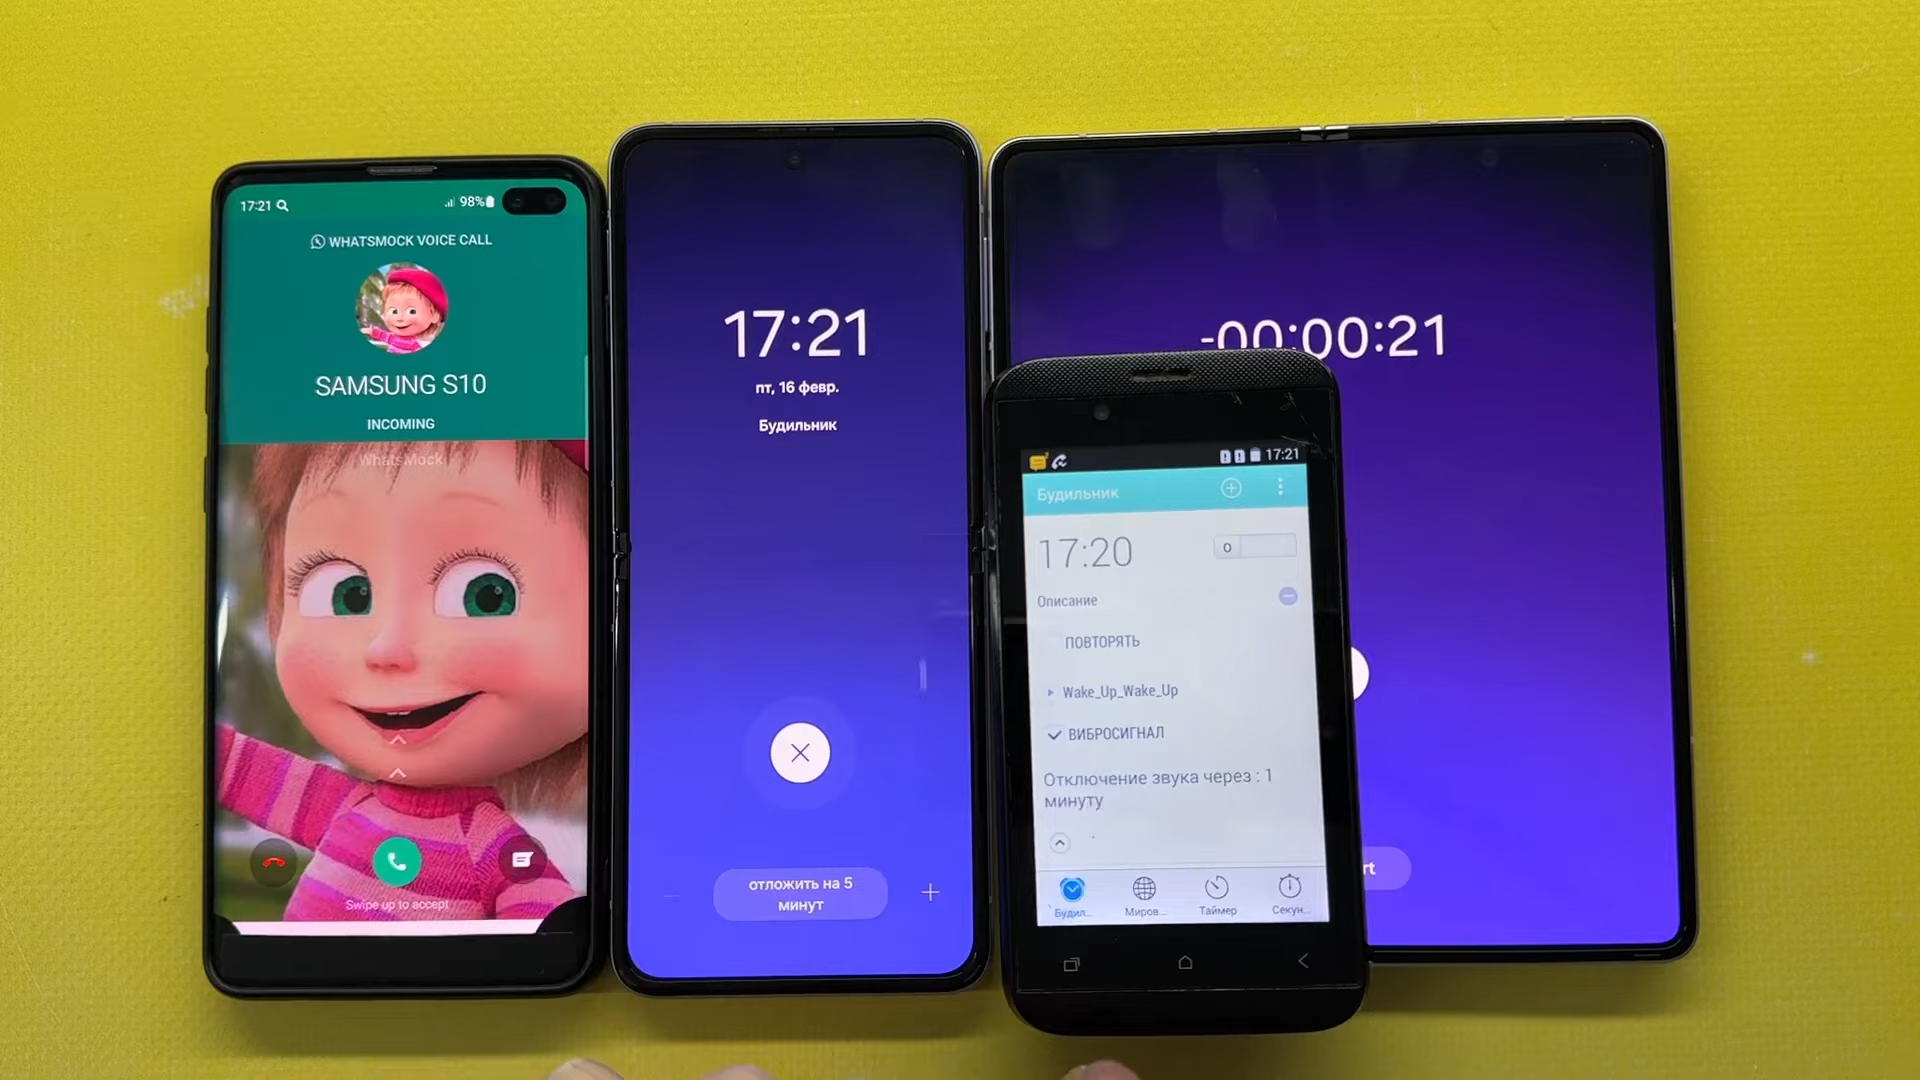 17:21
98%
WHATSMOCK VOICE CALL
SAMSUNG S10
INCOMING
WhatsMock
Swipe up to accept
17:21
пт, 16 февр.
Будильник
отложить на 5
минут
-00:00:21
rt
17:21
Будильник
17:20
Описание
ПОВТОРЯТЬ
Wake_Up_Wake_Up
ВИБРОСИГНАЛ
Отключение звука через : 1
минуту
Будил...
Миров...
Таймер
Секун...